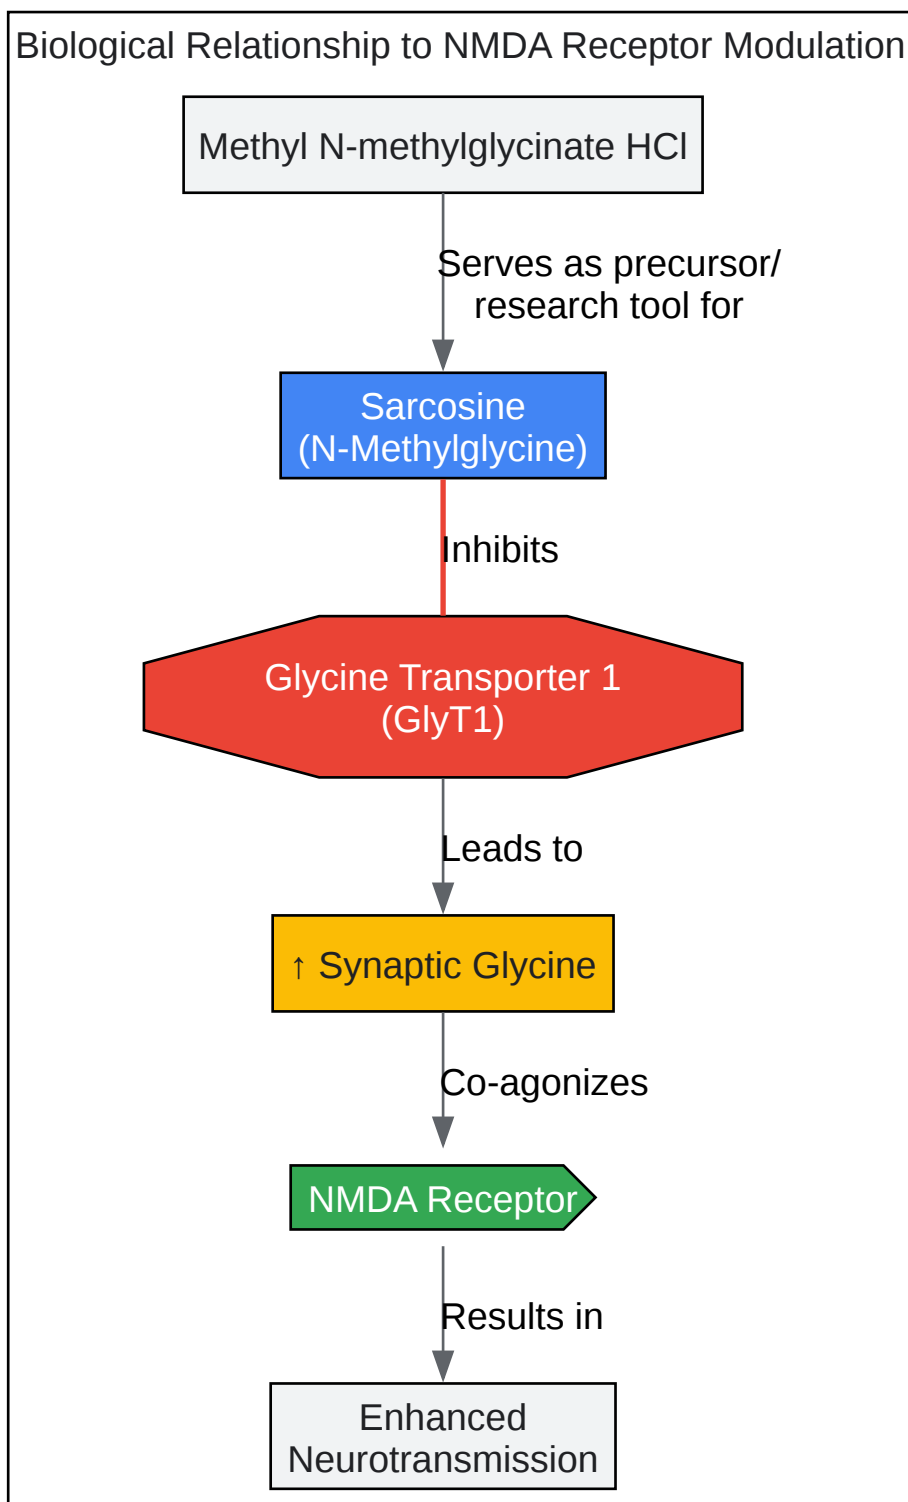 Biological Relationship to NMDA Receptor Modulation
Methyl N-methylglycinate HCl
Serves as precursor/
research tool for
Sarcosine
(N-Methylglycine)
Inhibits
Glycine Transporter 1
(GlyT1)
Leads to
↑ Synaptic Glycine
Co-agonizes
NMDA Receptor
Results in
Enhanced
Neurotransmission